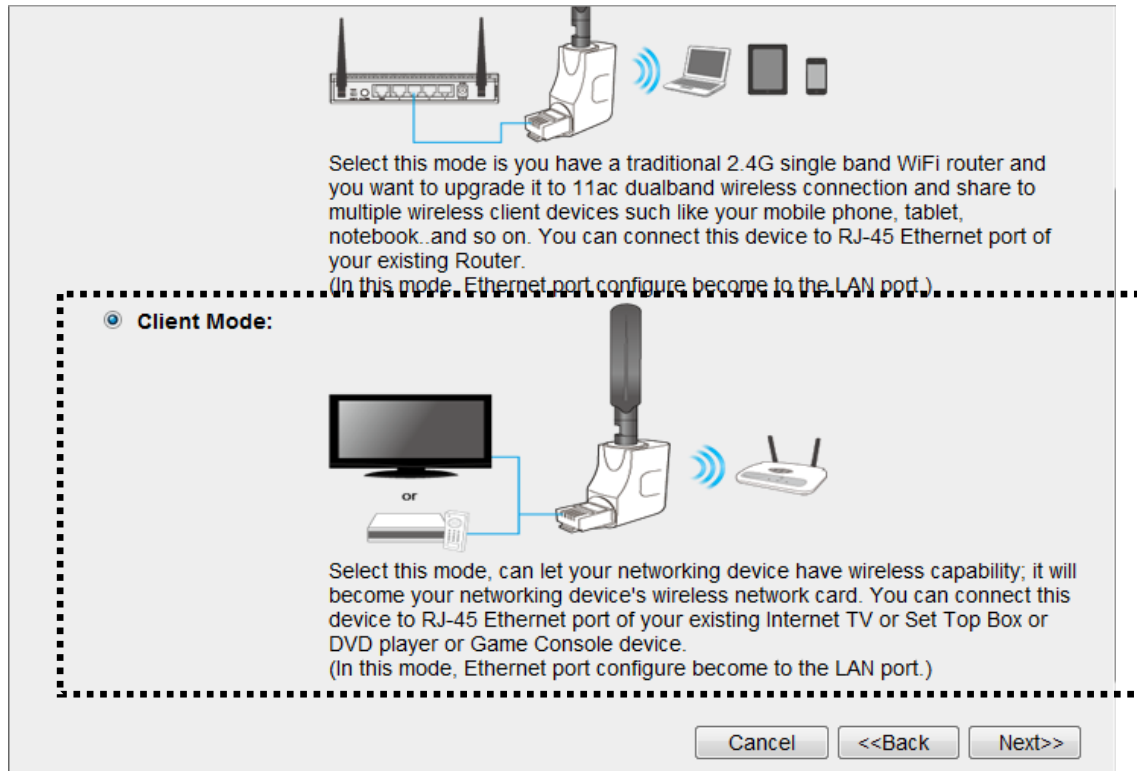 Select this mode is you have a traditional 2.4G single band WiFi router and
you want to upgrade it to 11ac dualband wireless connection and share to
multiple wireless client devices such like your mobile phone, tablet,
notebook..and so on. You can connect this device to RJ-45 Ethernet port of
your existing Router.
(In this mode, Ethernet port configure become to the LAN port.)
Client Mode:
or
Select this mode, can let your networking device have wireless capability; it will
become your networking device's wireless network card. You can connect this
device to RJ-45 Ethernet port of your existing Internet TV or Set Top Box or
DVD player or Game Console device.
(In this mode, Ethernet port configure become to the LAN port.)
Cancel <<Back Next>>